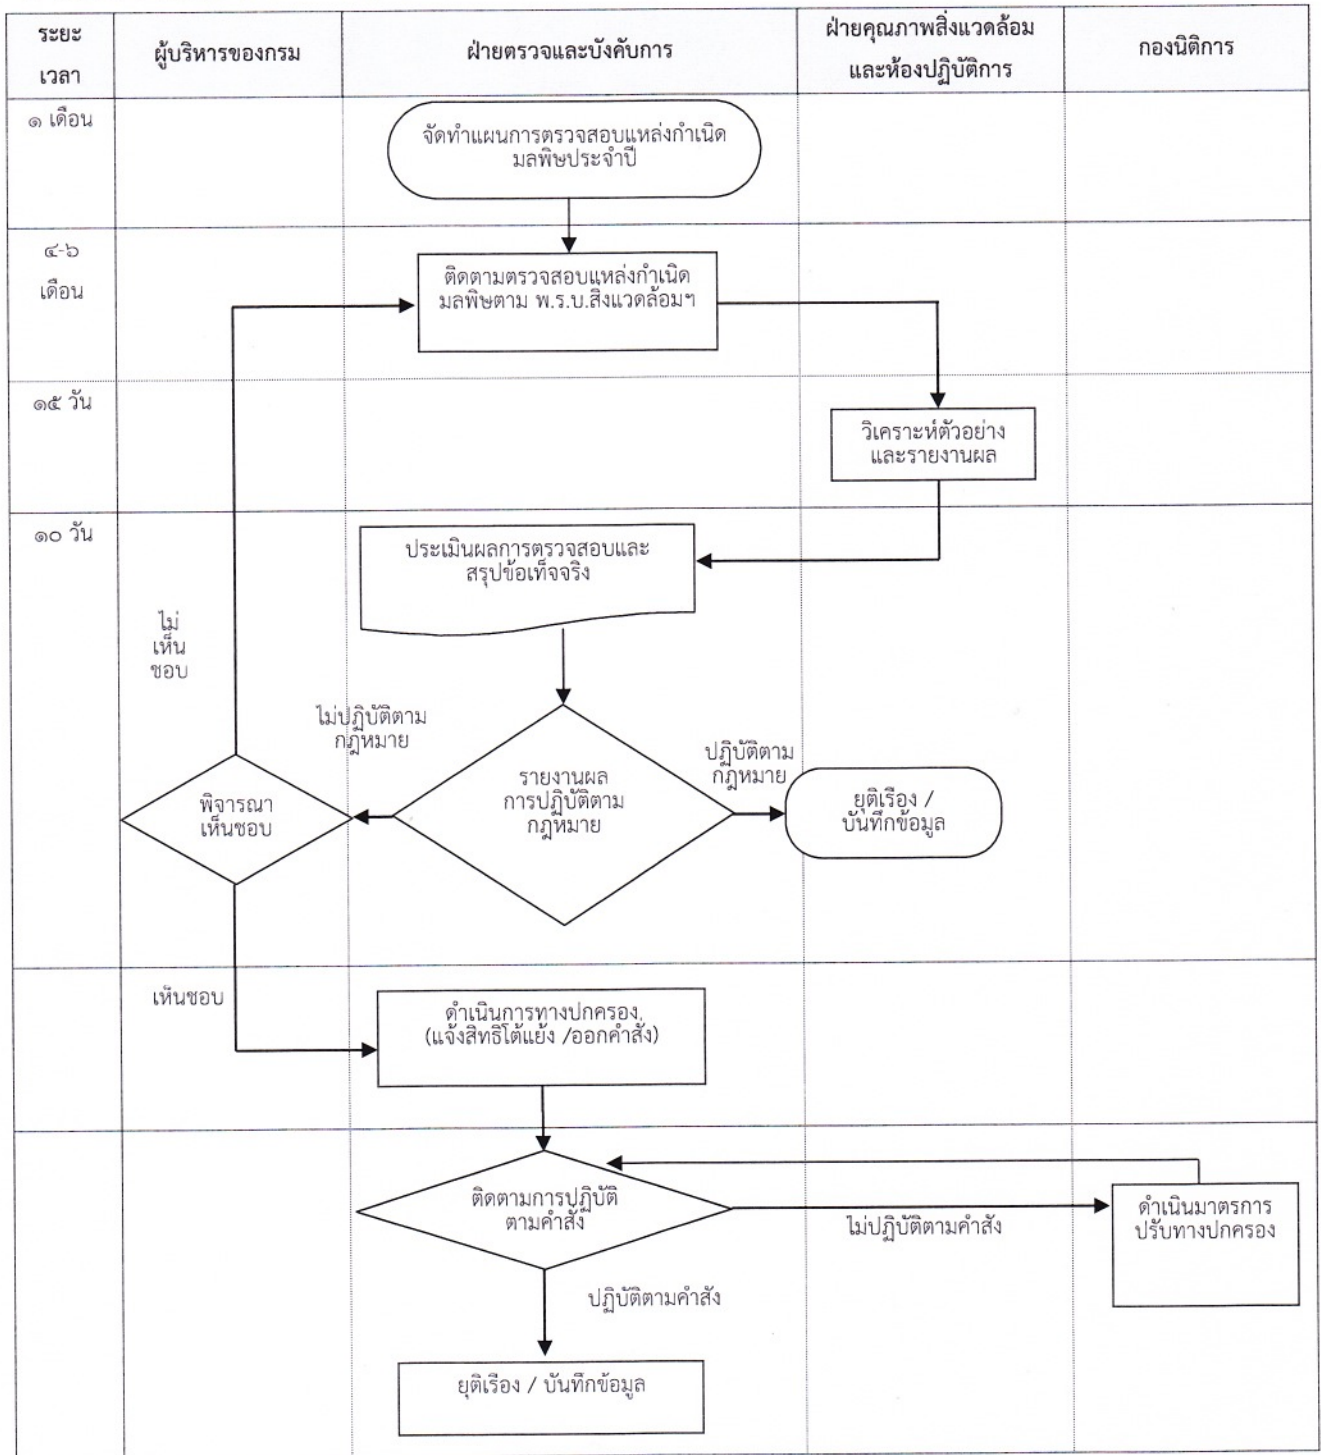 ระยะ
เวลา
ผู้บริหารของกรม
ฝ่ายตรวจและบังคับการ
ฝ่ายคุณภาพสิ่งแวดล้อม
และห้องปฏิบัติการ
กองนิติการ
๑ เดือน
จัดทำแผนการตรวจสอบแหล่งกำเนิด
มลพิษประจำปี
๔-๖
เดือน
ติดตามตรวจสอบแหล่งกำเนิด
มลพิษตาม พ.ร.บ.สิ่งแวดล้อมฯ
๑๕ วัน
วิเคราะห์ตัวอย่าง
และรายงานผล
๑๐ วัน
ประเมินผลการตรวจสอบและ
สรุปข้อเท็จจริง
ไม่
เห็น
ชอบ
ไม่ปฏิบัติตาม
กฎหมาย
ปฏิบัติตาม
กฎหมาย
พิจารณา
เห็นชอบ
รายงานผล
การปฏิบัติตาม
กฎหมาย
ยุติเรื่อง /
บันทึกข้อมูล
เห็นชอบ
ดำเนินการทางปกครอง
(แจ้งสิทธิโต้แย้ง /ออกคำสั่ง)
ติดตามการปฏิบัติ
ตามคำสั่ง
ไม่ปฏิบัติตามคำสั่ง
ดำเนินมาตรการ
ปรับทางปกครอง
ปฏิบัติตามคำสั่ง
ยุติเรื่อง / บันทึกข้อมูล